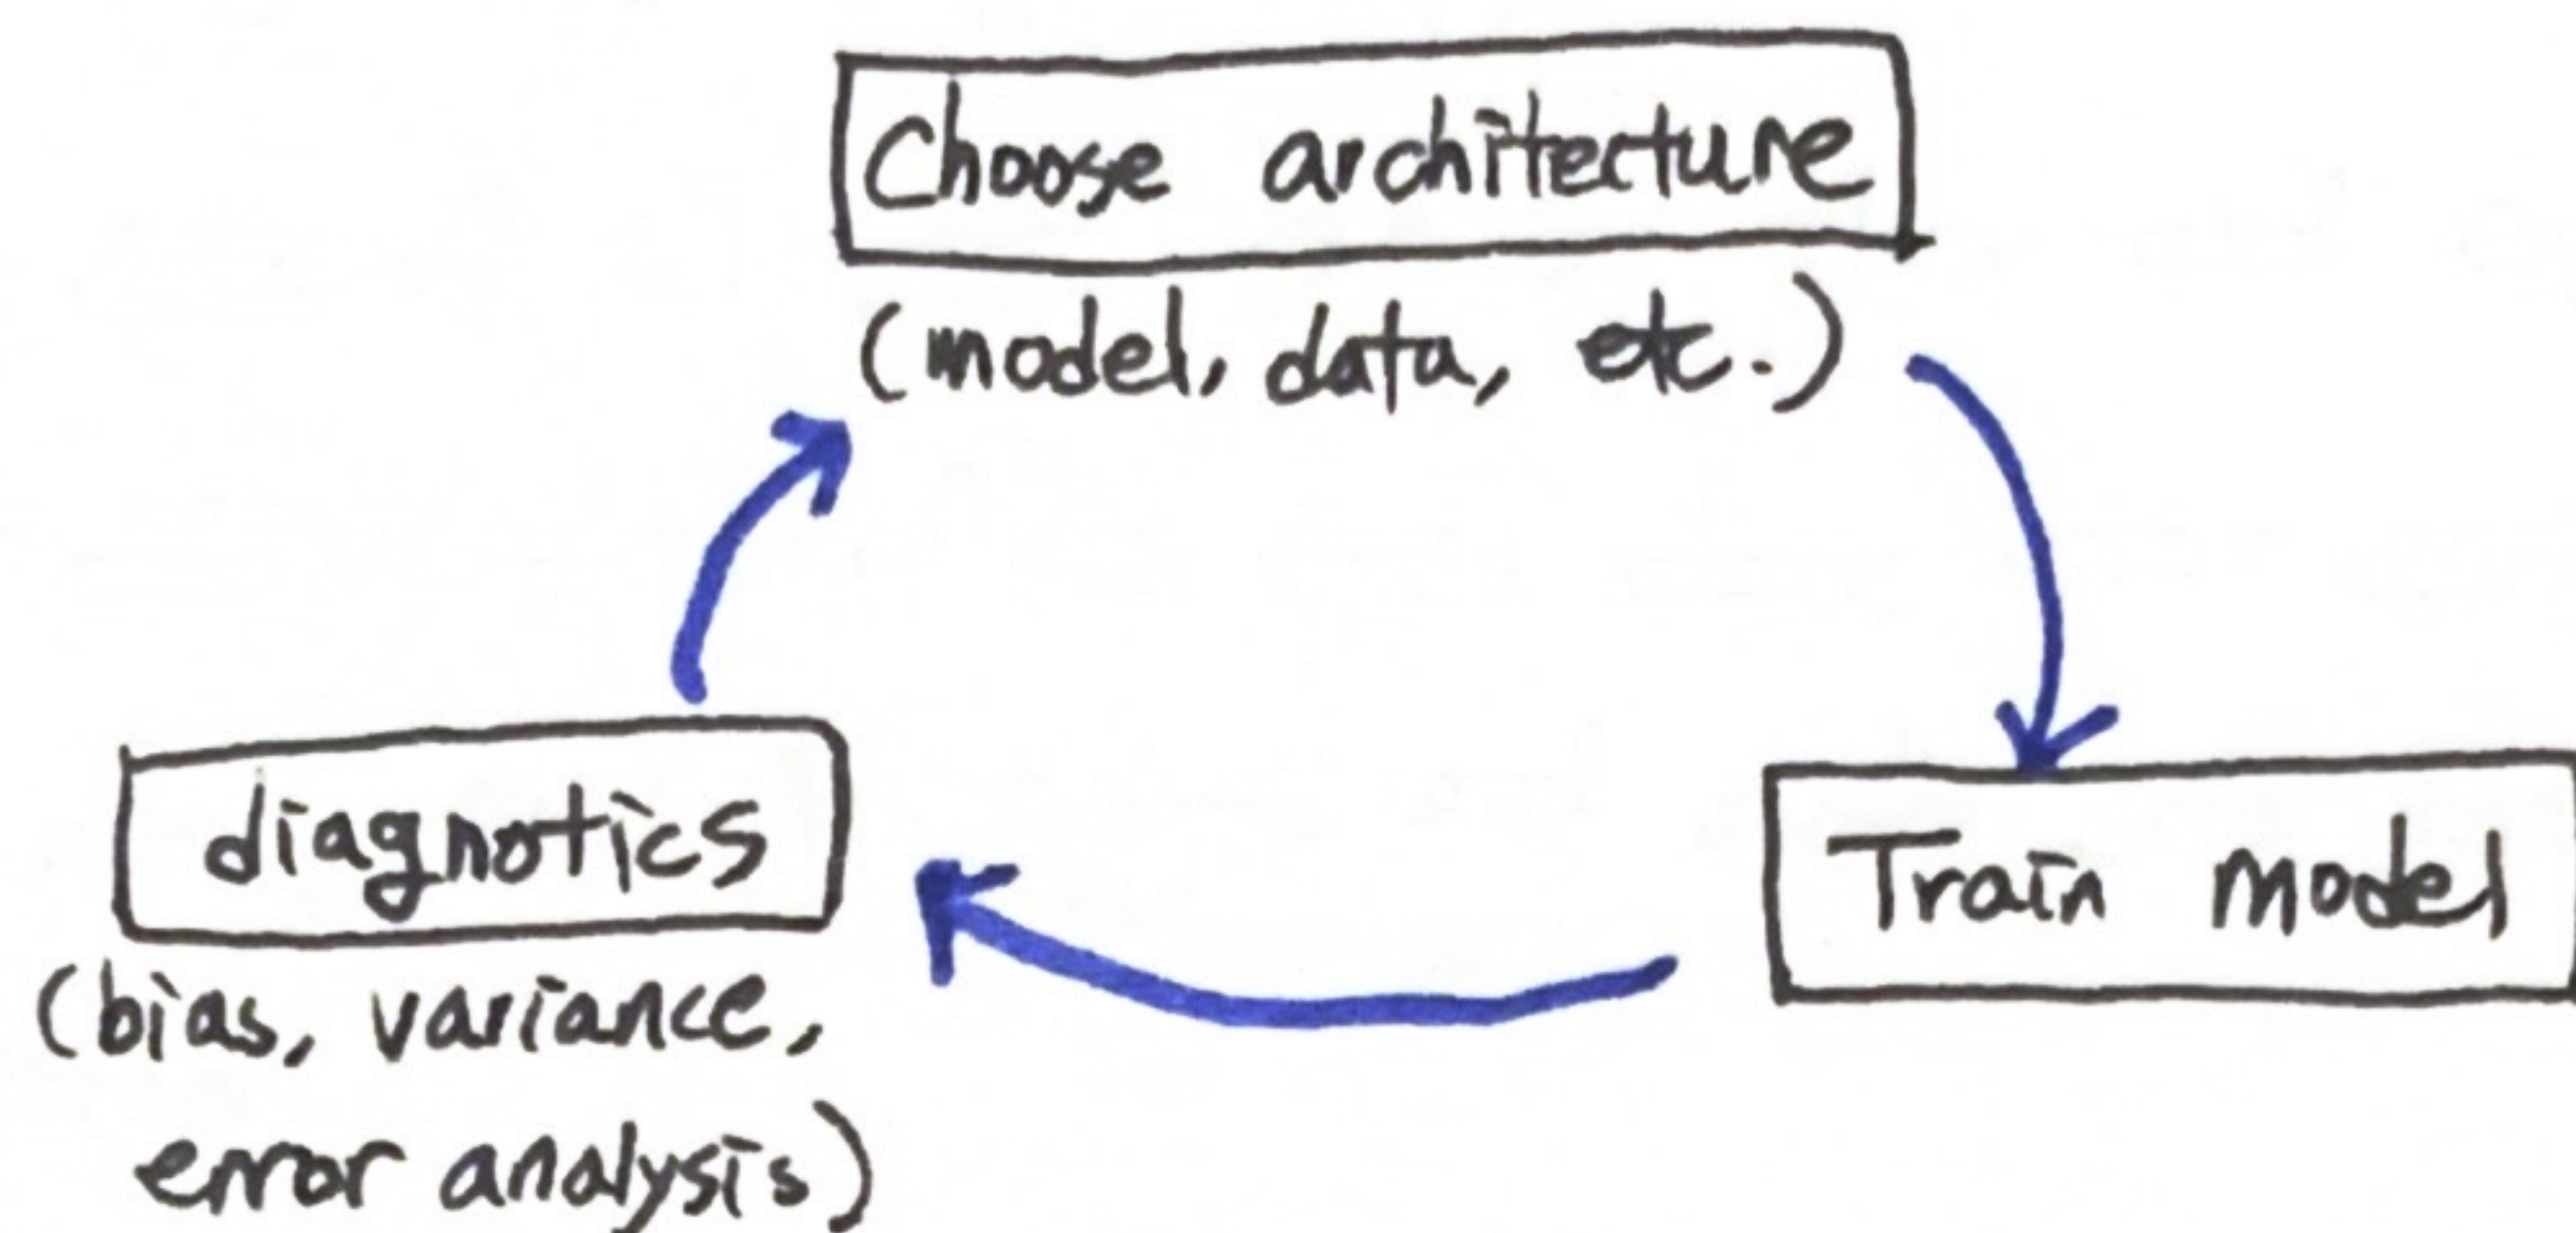 Choose architecture
(model, data, etc.)
diagnotics
Train model
(bias, variance,
error analysis)